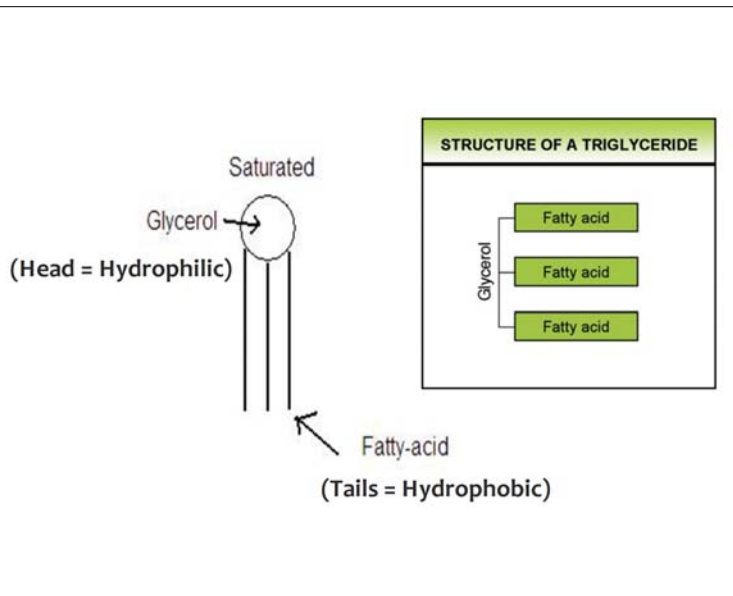 Saturated
Glycerol
(Head = Hydrophilic)
Fatty-acid
(Tails = Hydrophobic)
STRUCTURE OF A TRIGLYCERIDE
Glycerol
Fatty acid
Fatty acid
Fatty acid